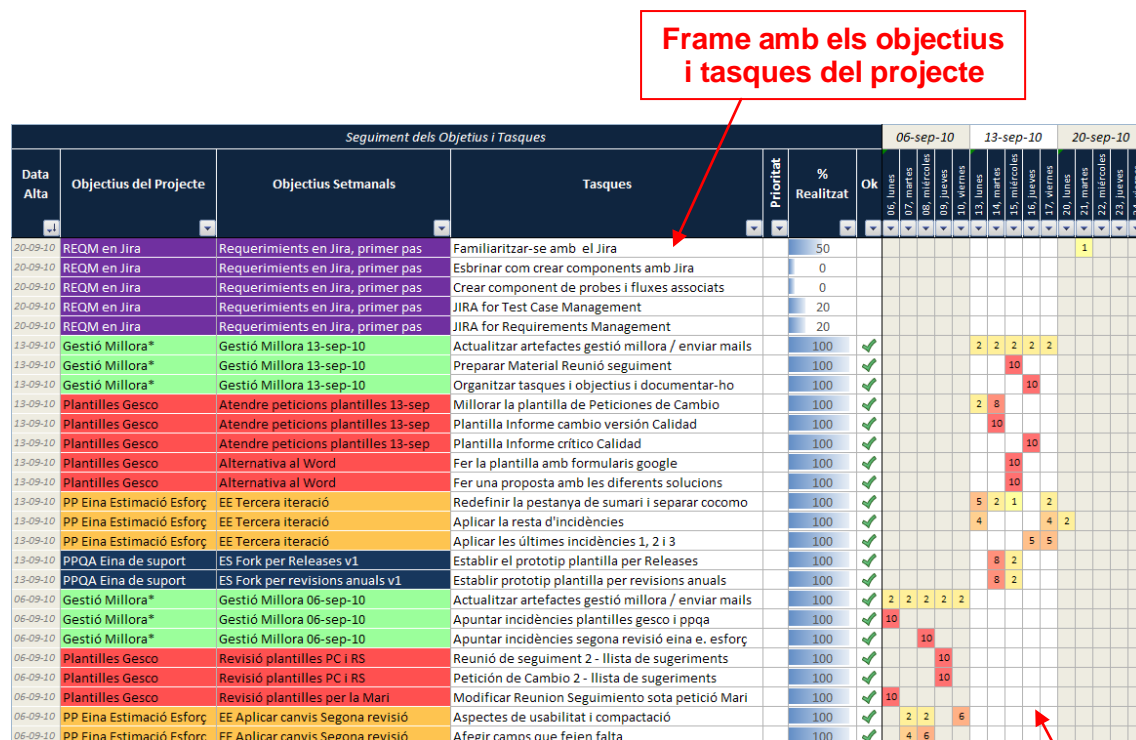 Frame amb els objectius
i tasques del projecte
Seguiment dels Objetius i Tasques 06-sep-10 13-sep-10 20-sep-10
Data Alta Objectius del Projecte Objectius Setmanals Tasques Prioritat % Realitzat Ok 06, lunes 07, martes 08, miércoles 09, jueves 10, viernes 13, lunes 14, martes 15, miércoles 16, jueves 17, viernes 20, lunes 21, martes 22, miércoles 23, jueves
20-09-10 REQM en Jira Requerimients en Jira, primer pas Familiaritzar-se amb el Jira 50 1
20-09-10 REQM en Jira Requerimients en Jira, primer pas Esbrinar com crear components amb Jira 0
20-09-10 REQM en Jira Requerimients en Jira, primer pas Crear component de probes i fluxes associats 0
20-09-10 REQM en Jira Requerimients en Jira, primer pas JIRA for Test Case Management 20
20-09-10 REQM en Jira Requerimients en Jira, primer pas JIRA for Requirements Management 20
13-09-10 Gestió Millora* Gestió Millora 13-sep-10 Actualitzar artefactes gestió millora / enviar mails 100 2 2 2 2 2
13-09-10 Gestió Millora* Gestió Millora 13-sep-10 Preparar Material Reunió seguiment 100 10
13-09-10 Gestió Millora* Gestió Millora 13-sep-10 Organitzar tasques i objectius i documentar-ho 100 10
13-09-10 Plantilles Gesco Atendre peticions plantilles 13-sep Millorar la plantilla de Peticiones de Cambio 100 2 8
13-09-10 Plantilles Gesco Atendre peticions plantilles 13-sep Plantilla Informe cambio versión Calidad 100 10
13-09-10 Plantilles Gesco Atendre peticions plantilles 13-sep Plantilla Informe crítico Calidad 100 10
13-09-10 Plantilles Gesco Alternativa al Word Fer la plantilla amb formularis google 100 10
13-09-10 Plantilles Gesco Alternativa al Word Fer una proposta amb les diferents solucions 100 10
13-09-10 PP Eina Estimació Esforç EE Tercera iteració Redefinir la pestanya de sumari i separar cocomo 100 5 2 1 2
13-09-10 PP Eina Estimació Esforç EE Tercera iteració Aplicar la resta d'incidències 100 4 4 2
13-09-10 PP Eina Estimació Esforç EE Tercera iteració Aplicar les últimes incidències 1, 2 i 3 100 5 5
13-09-10 PPQA Eina de suport ES Fork per Releases v1 Establir el prototip plantilla per Releases 100 8 2
13-09-10 PPQA Eina de suport ES Fork per revisions anuals v1 Establir prototip plantilla per revisions anuals 100 8 2
06-09-10 Gestió Millora* Gestió Millora 06-sep-10 Actualitzar artefactes gestió millora / enviar mails 100 2 2 2 2 2
06-09-10 Gestió Millora* Gestió Millora 06-sep-10 Apuntar incidències plantilles gesco i ppqa 100 10
06-09-10 Gestió Millora* Gestió Millora 06-sep-10 Apuntar incidències segona revisió eina e. esforç 100 10
06-09-10 Plantilles Gesco Revisió plantilles PC i RS Reunió de seguiment 2 - llista de sugeriments 100 10
06-09-10 Plantilles Gesco Revisió plantilles PC i RS Petición de Cambio 2 - llista de sugeriments 100 10
06-09-10 Plantilles Gesco Revisió plantilles per la Mari Modificar Reunion Seguimiento sota petició Mari 100 10
06-09-10 PP Eina Estimació Esforç EE Aplicar canvis Segona revisió Aspectes de usabilitat i compactació 100 2 2 6
06-09-10 PP Eina Estimació Esforç EE Aplicar canvis Segona revisió Afegir camps que feien falta 100 4 6